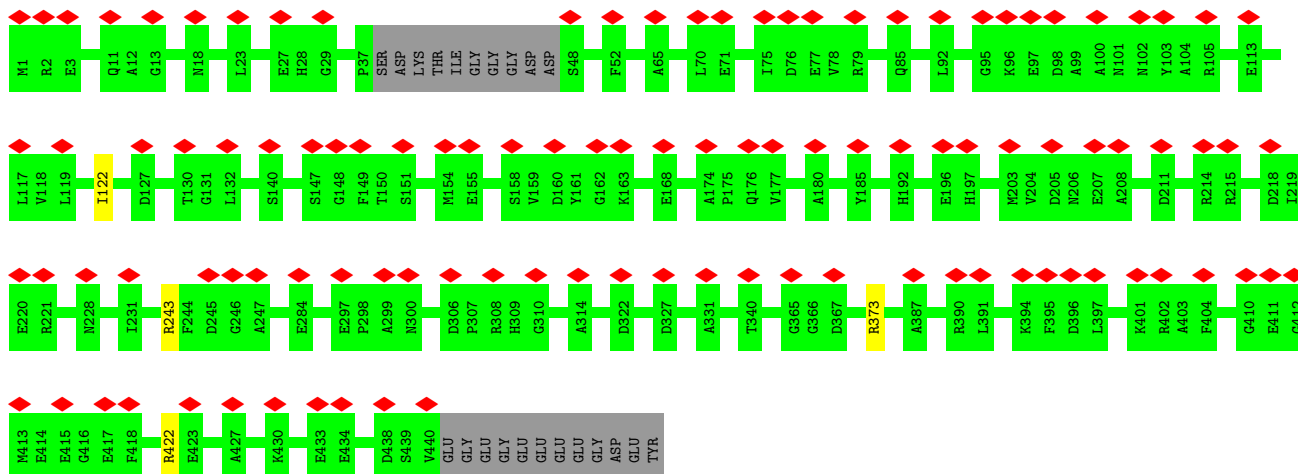 M1 R2 E3 Q11 A12 G13 N18 L23 E27 H28 G29 P37 SER ASP LYS THR ILE GLY GLY GLY ASP ASP S48 F52 A65 L70 E71 I75 D76 E77 V78 R79 Q85 L92 G95 K96 E97 D98 A99 A100 N101 N102 Y103 A104 R105 E113
L117 V118 L119 I122 D127 T130 G131 L132 S140 S147 G148 F149 T150 S151 M154 E155 S158 V159 D160 Y161 G162 K163 E168 A174 P175 Q176 V177 A180 Y185 H192 E196 H197 M203 V204 D205 N206 E207 A208 D211 R214 R215 D218 I219
E220 R221 N228 I231 R243 F244 D245 G246 A247 E284 E297 P298 A299 N300 D306 P307 R308 H309 G310 A314 D322 D327 A331 T340 G365 G366 D367 R373 A387 R390 L391 K394 F395 D396 L397 K401 R402 A403 F404 G410 E411 G412
M413 E414 E415 G416 E417 F418 R422 E423 A427 K430 E433 E434 D438 S439 V440 GLU GLY GLU GLY GLU GLU GLU GLU GLY ASP GLU TYR